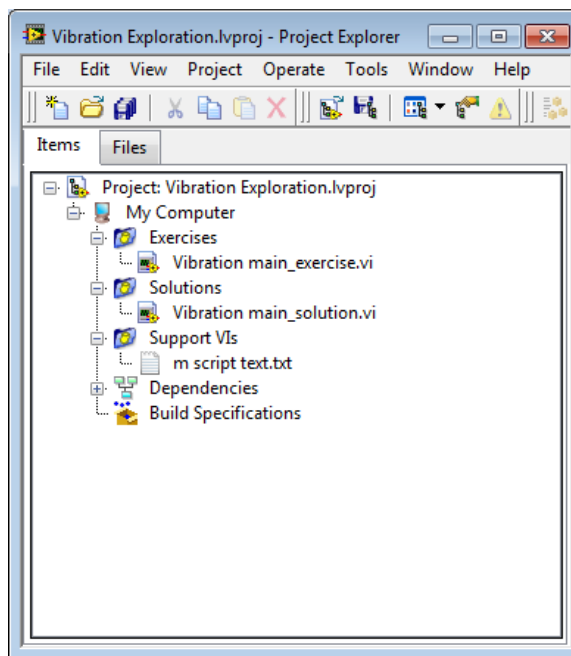 Vibration Exploration.lvproj - Project Explorer
File Edit View Project Operate Tools Window Help
Items Files
Project: Vibration Exploration.lvproj
My Computer
Exercises
Vibration main_exercise.vi
Solutions
Vibration main_solution.vi
Support VIs
m script text.txt
Dependencies
Build Specifications